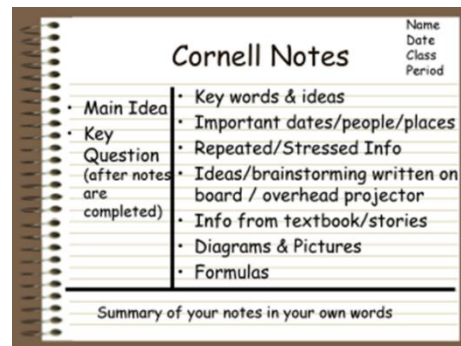 Name
Date
Class
Period
Cornell Notes
Main Idea
Key
Question
(after notes
are
completed)
Key words & ideas
Important dates/people/places
Repeated/Stressed Info
Ideas/brainstorming written on
board / overhead projector
Info from textbook/stories
Diagrams & Pictures
Formulas
Summary of your notes in your own words